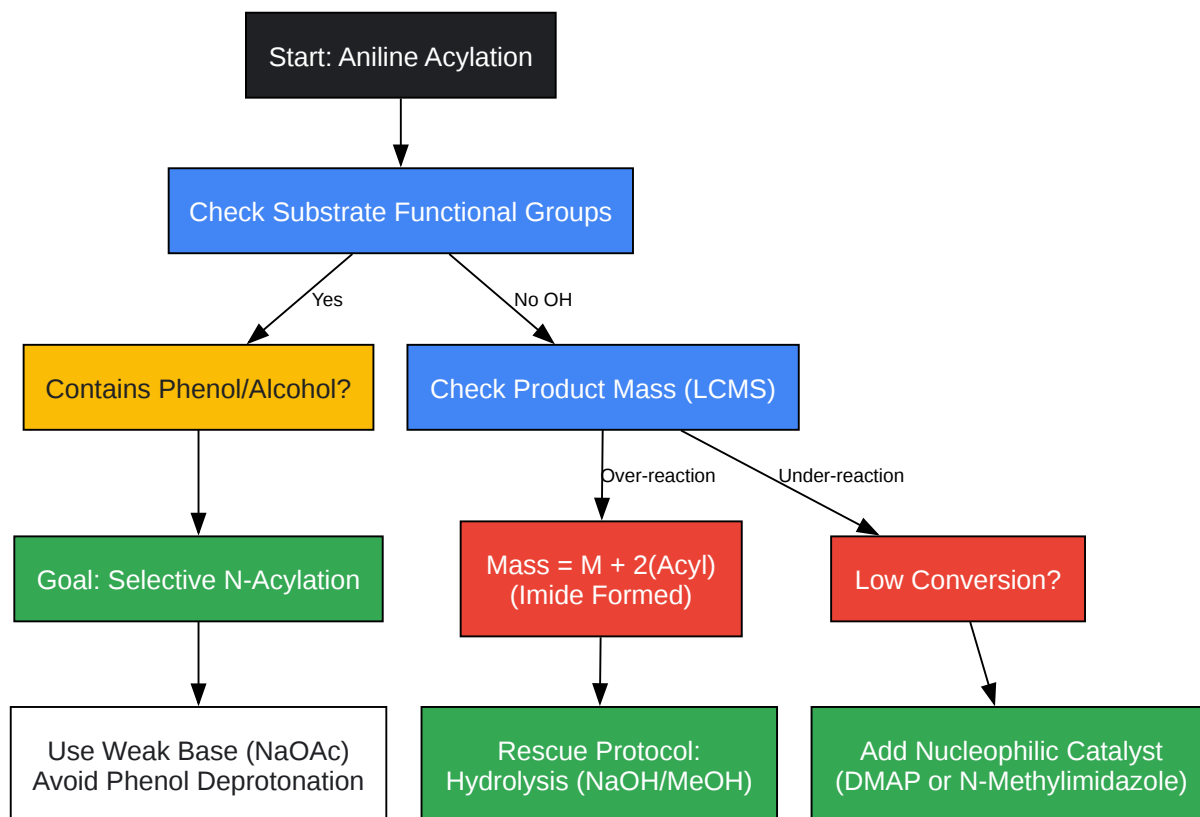 Start: Aniline Acylation
Check Substrate Functional Groups
Yes
No OH
Contains Phenol/Alcohol?
Check Product Mass (LCMS)
Over-reaction
Under-reaction
Goal: Selective N-Acylation
Mass = M + 2(Acyl)
(Imide Formed)
Low Conversion?
Use Weak Base (NaOAc)
Avoid Phenol Deprotonation
Rescue Protocol:
Hydrolysis (NaOH/MeOH)
Add Nucleophilic Catalyst
(DMAP or N-Methylimidazole)